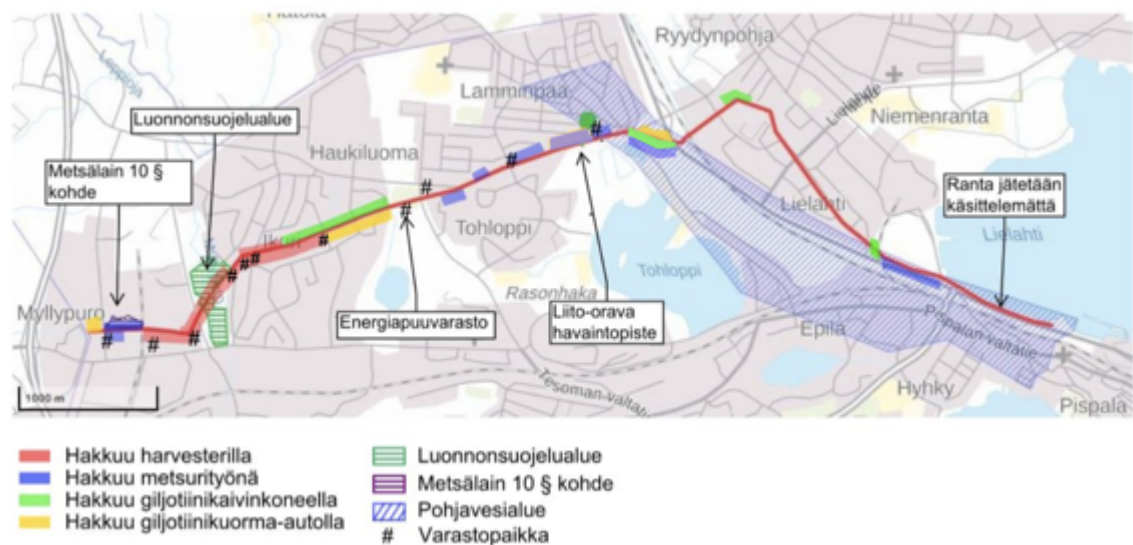 Ryydynpohja
Lamminpää
Luonnonsuojelualue
Niemenranta
Haukiluoma
Metsälain 10 §
kohde
Ranta jätetään
käsittelemättä
Lielahti
Lielahti
Tohloppi
Tohloppi
Rasonhaka
Myllypuro
Energiapuuvarasto
Liito-orava
havaintopiste
Epilä
Pispalan valtatie
Tesoman valtatie
Hyhky
Pispala
1000 m
Hakkuu harvesterilla
Hakkuu metsurityönä
Hakkuu giljotiinikaivinkoneella
Hakkuu giljotiinikuorma-autolla
Luonnonsuojelualue
Metsälain 10 § kohde
Pohjavesialue
# Varastopaikka